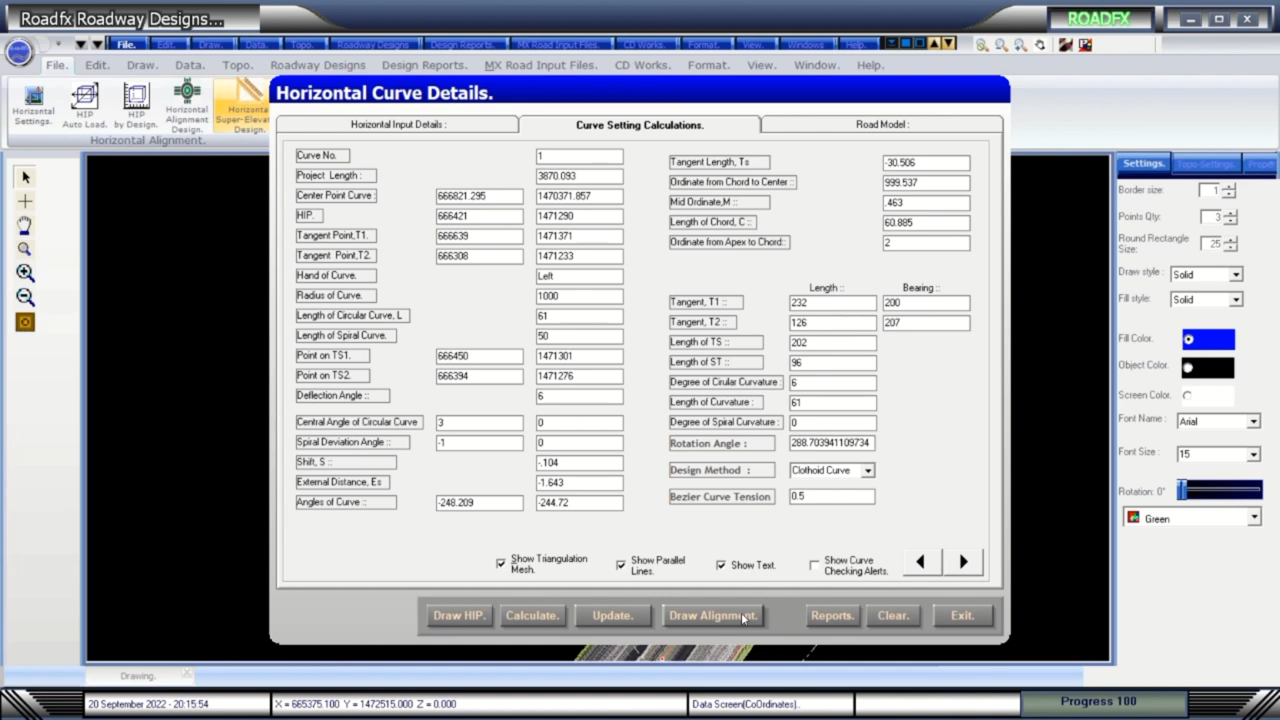 Roadfx Roadway Designs...
ROADFX
File. Edit. Draw. Data. Topo. Roadway Designs Design Reports. MX Road Input Files. CD Works. Format. View. Windows Help.
File. Edit. Draw. Data. Topo. Roadway Designs Design Reports. MX Road Input Files. CD Works. Format. View. Window. Help.
Horizontal Settings.
HIP Auto Load.
HIP by Design.
Horizontal Alignment Design.
Horizonta Super-Elevat Design.
Horizontal Alignment.
Horizontal Curve Details.
Horizontal Input Details :
Curve Setting Calculations.
Road Model :
Curve No. 1
Project Length : 3870.093
Center Point Curve : 666821.295 1470371.857
HIP. 666421 1471290
Tangent Point,T1. 666639 1471371
Tangent Point,T2. 666308 1471233
Hand of Curve. Left
Radius of Curve. 1000
Length of Circular Curve, L 61
Length of Spiral Curve. 50
Point on TS1. 666450 1471301
Point on TS2. 666394 1471276
Deflection Angle :: 6
Central Angle of Circular Curve 3 0
Spiral Deviation Angle :: -1 0
Shift, S :: -.104
External Distance, Es -1.643
Angles of Curve :: -248.209 -244.72
Tangent Length, Ts -30.506
Ordinate from Chord to Center :: 999.537
Mid Ordinate,M :: .463
Length of Chord, C :: 60.885
Ordinate from Apex to Chord:: 2
Length :: Bearing ::
Tangent, T1 :: 232 200
Tangent, T2 :: 126 207
Length of TS :: 202
Length of ST :: 96
Degree of Cirular Curvature : 6
Length of Curvature : 61
Degree of Spiral Curvature : 0
Rotation Angle : 288.703941109734
Design Method : Clothoid Curve
Bezier Curve Tension 0.5
Show Triangulation Mesh.
Show Parallel Lines.
Show Text.
Show Curve Checking Alerts.
Draw HIP. Calculate. Update. Draw Alignment. Reports. Clear. Exit.
Settings. Topo-Settings.
Border size: 1
Points Qty: 3
Round Rectangle Size: 25
Draw style : Solid
Fill style: Solid
Fill Color.
Object Color.
Screen Color.
Font Name : Arial
Font Size : 15
Rotation: 0°
Green
Drawing.
20 September 2022 - 20:15:54
X = 665375.100 Y = 1472515.000 Z = 0.000
Data Screen(CoOrdinates)..
Progress 100